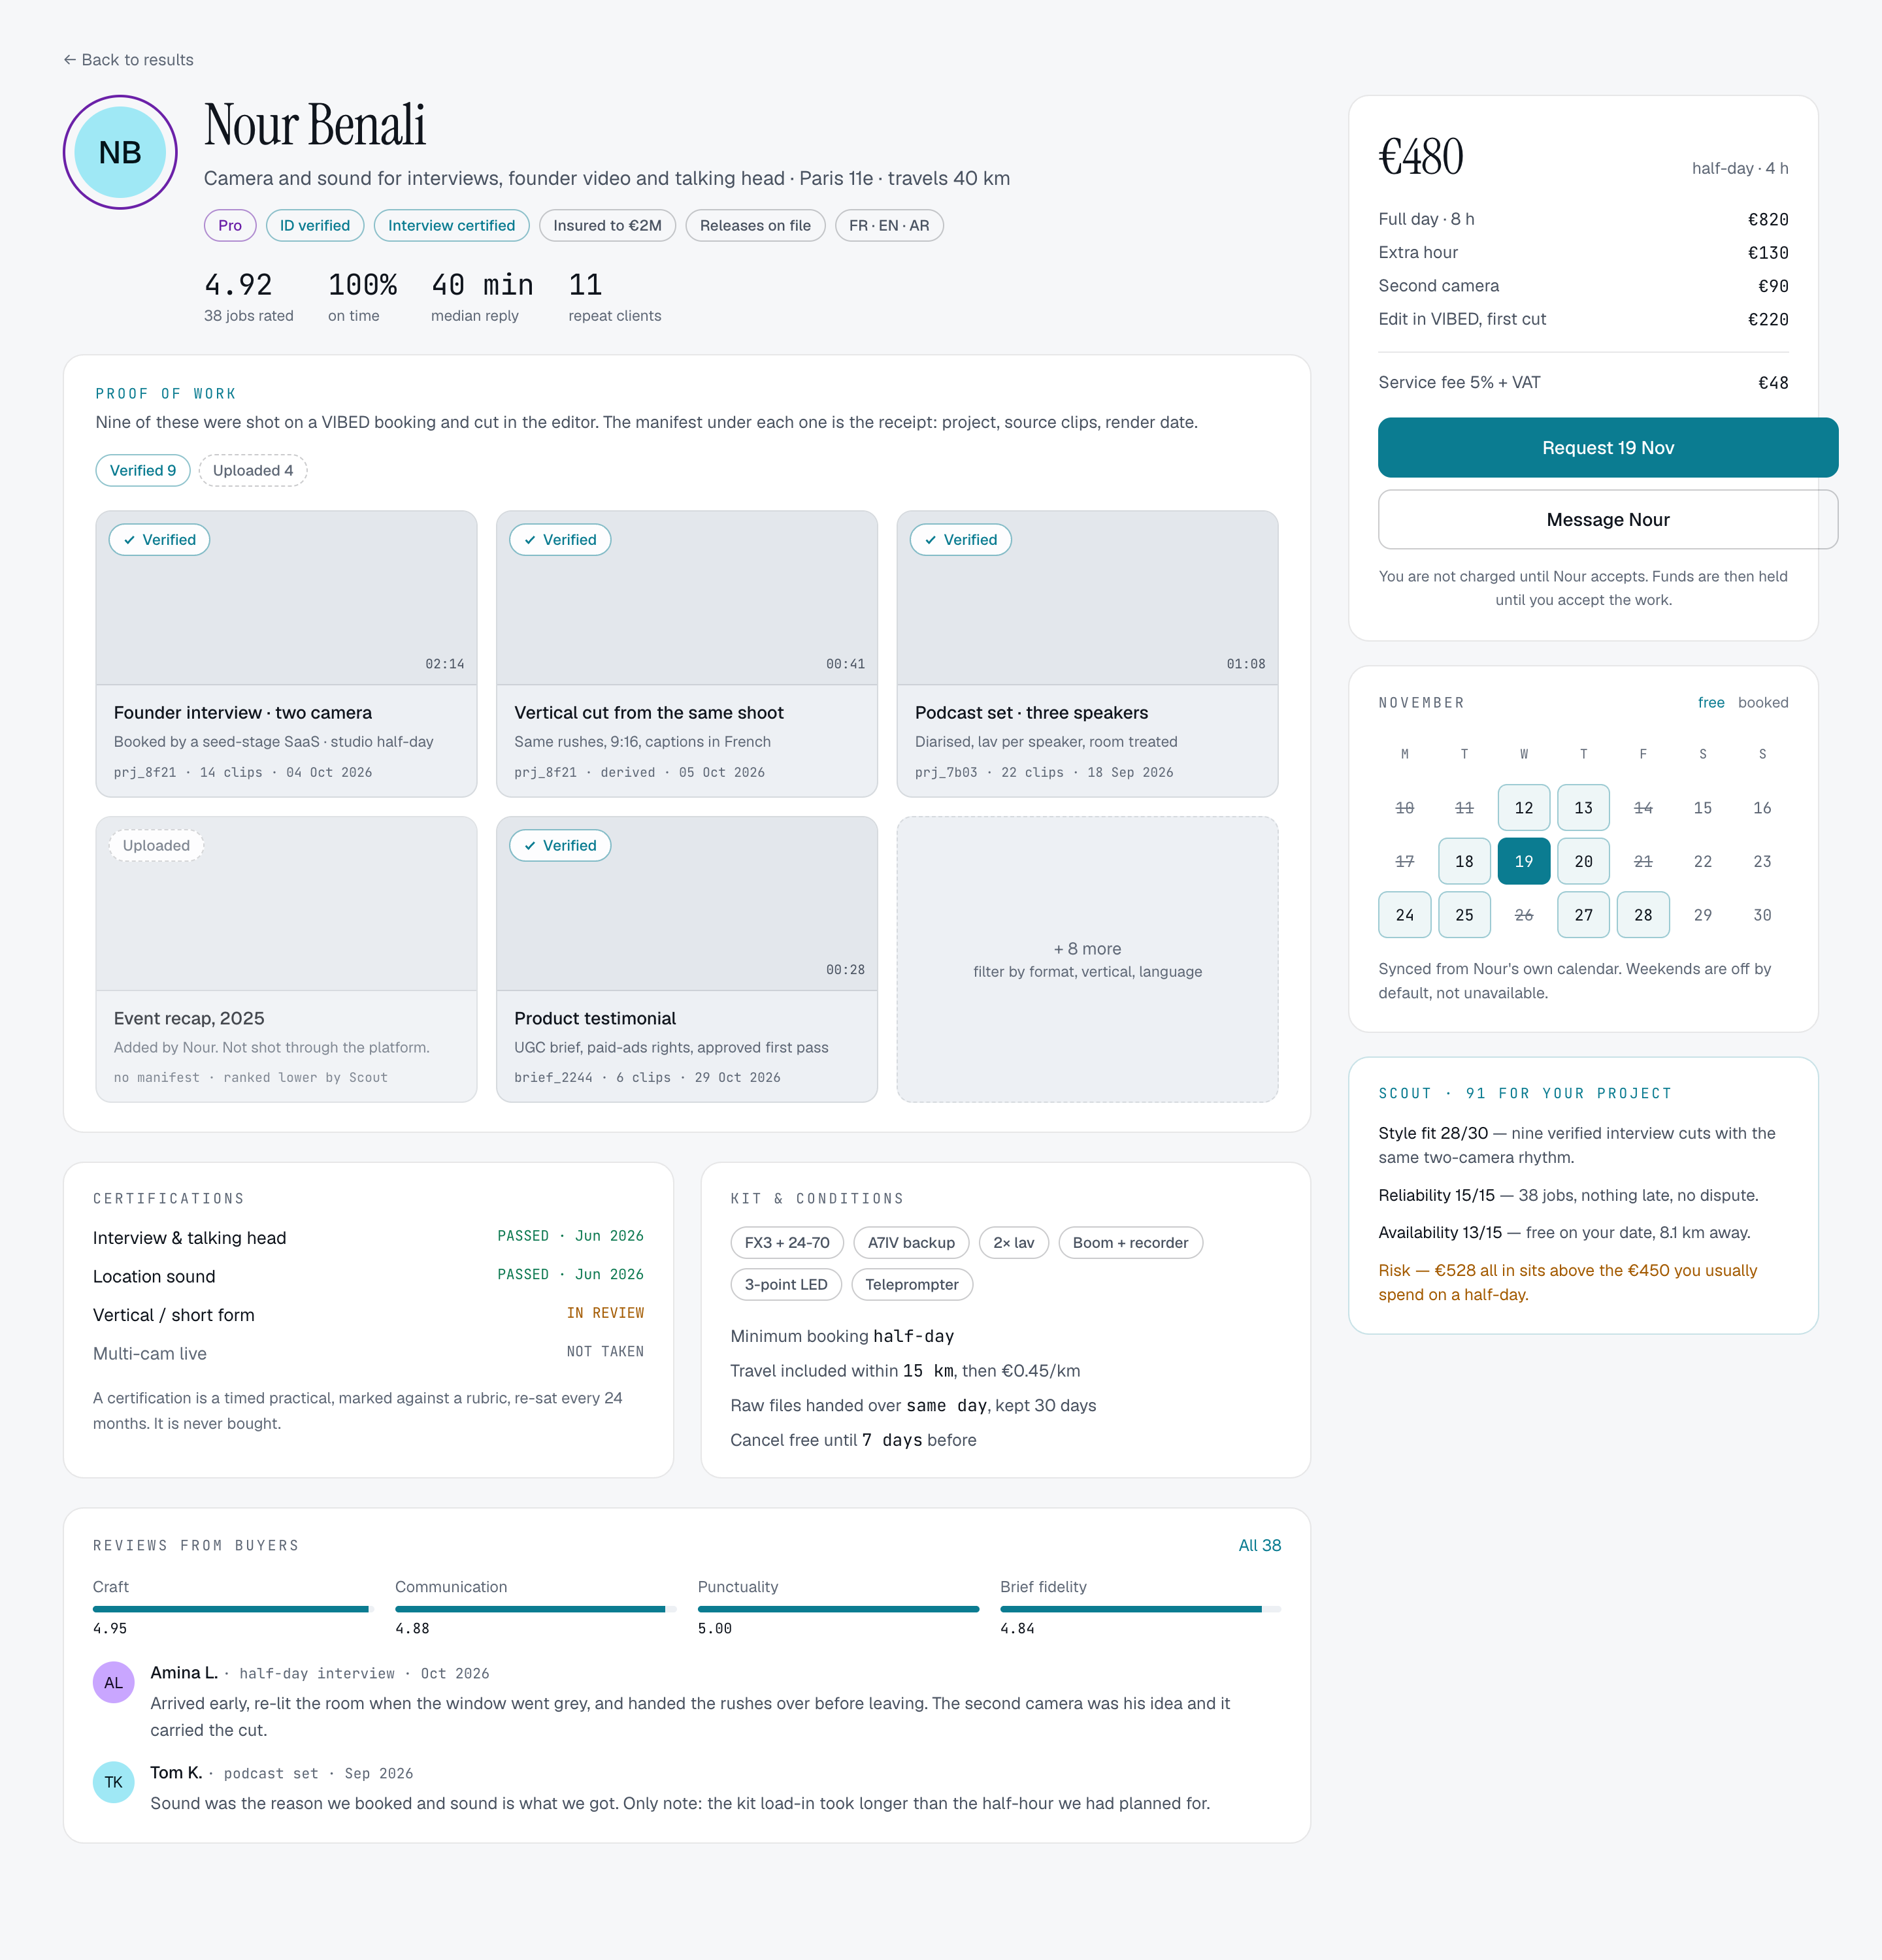 ← Back to results
NB
Nour Benali
Camera and sound for interviews, founder video and talking head · Paris 11e · travels 40 km
Pro
ID verified
Interview certified
Insured to €2M
Releases on file
FR · EN · AR
4.92
38 jobs rated
100%
on time
40 min
median reply
11
repeat clients
PROOF OF WORK
Nine of these were shot on a VIBED booking and cut in the editor. The manifest under each one is the receipt: project, source clips, render date.
Verified 9
Uploaded 4
✓ Verified
02:14
Founder interview · two camera
Booked by a seed-stage SaaS · studio half-day
prj_8f21 · 14 clips · 04 Oct 2026
✓ Verified
00:41
Vertical cut from the same shoot
Same rushes, 9:16, captions in French
prj_8f21 · derived · 05 Oct 2026
✓ Verified
01:08
Podcast set · three speakers
Diarised, lav per speaker, room treated
prj_7b03 · 22 clips · 18 Sep 2026
Uploaded
Event recap, 2025
Added by Nour. Not shot through the platform.
no manifest · ranked lower by Scout
✓ Verified
00:28
Product testimonial
UGC brief, paid-ads rights, approved first pass
brief_2244 · 6 clips · 29 Oct 2026
+ 8 more
filter by format, vertical, language
CERTIFICATIONS
Interview & talking head PASSED · Jun 2026
Location sound PASSED · Jun 2026
Vertical / short form IN REVIEW
Multi-cam live NOT TAKEN
A certification is a timed practical, marked against a rubric, re-sat every 24
months. It is never bought.
KIT & CONDITIONS
FX3 + 24-70
A7IV backup
2× lav
Boom + recorder
3-point LED
Teleprompter
Minimum booking half-day
Travel included within 15 km, then €0.45/km
Raw files handed over same day, kept 30 days
Cancel free until 7 days before
REVIEWS FROM BUYERS
All 38
Craft
4.95
Communication
4.88
Punctuality
5.00
Brief fidelity
4.84
AL
Amina L. · half-day interview · Oct 2026
Arrived early, re-lit the room when the window went grey, and handed the rushes over before leaving. The second camera was his idea and it
carried the cut.
TK
Tom K. · podcast set · Sep 2026
Sound was the reason we booked and sound is what we got. Only note: the kit load-in took longer than the half-hour we had planned for.
€480
half-day · 4 h
Full day · 8 h €820
Extra hour €130
Second camera €90
Edit in VIBED, first cut €220
Service fee 5% + VAT €48
Request 19 Nov
Message Nour
You are not charged until Nour accepts. Funds are then held
until you accept the work.
NOVEMBER
free booked
M T W T F S S
10 11 12 13 14 15 16
17 18 19 20 21 22 23
24 25 26 27 28 29 30
Synced from Nour's own calendar. Weekends are off by
default, not unavailable.
SCOUT · 91 FOR YOUR PROJECT
Style fit 28/30 — nine verified interview cuts with the
same two-camera rhythm.
Reliability 15/15 — 38 jobs, nothing late, no dispute.
Availability 13/15 — free on your date, 8.1 km away.
Risk — €528 all in sits above the €450 you usually
spend on a half-day.